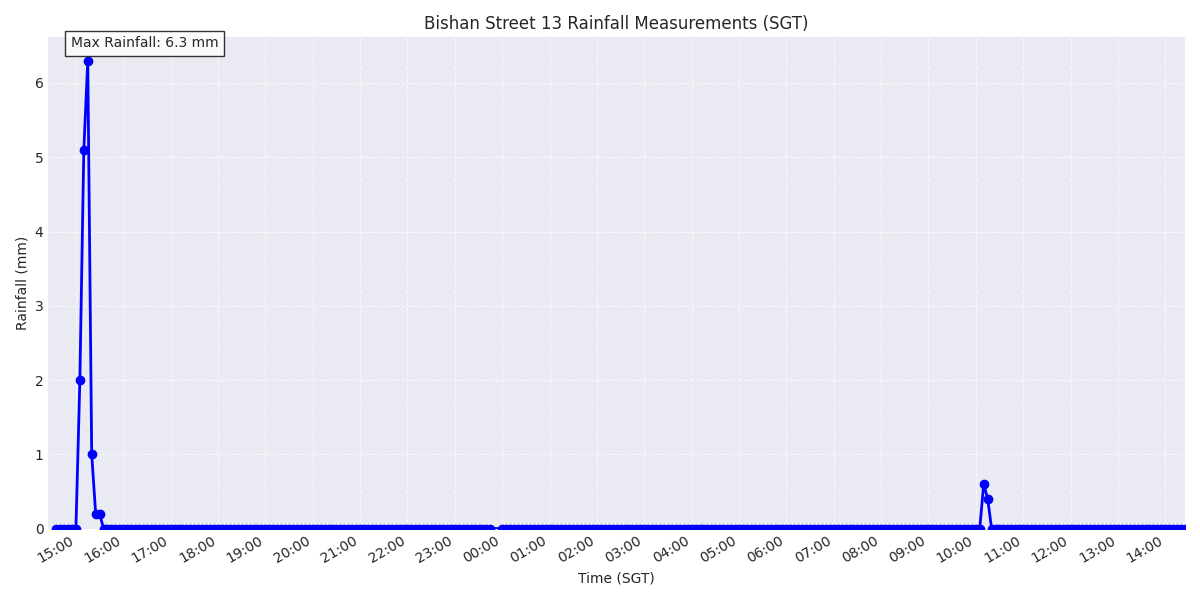 Bishan Street 13 Rainfall Measurements (SGT)
Max Rainfall: 6.3 mm
6
5
4
3
2
1
0
Rainfall (mm)
15:00 16:00 17:00 18:00 19:00 20:00 21:00 22:00 23:00 00:00 01:00 02:00 03:00 04:00 05:00 06:00 07:00 08:00 09:00 10:00 11:00 12:00 13:00 14:00
Time (SGT)